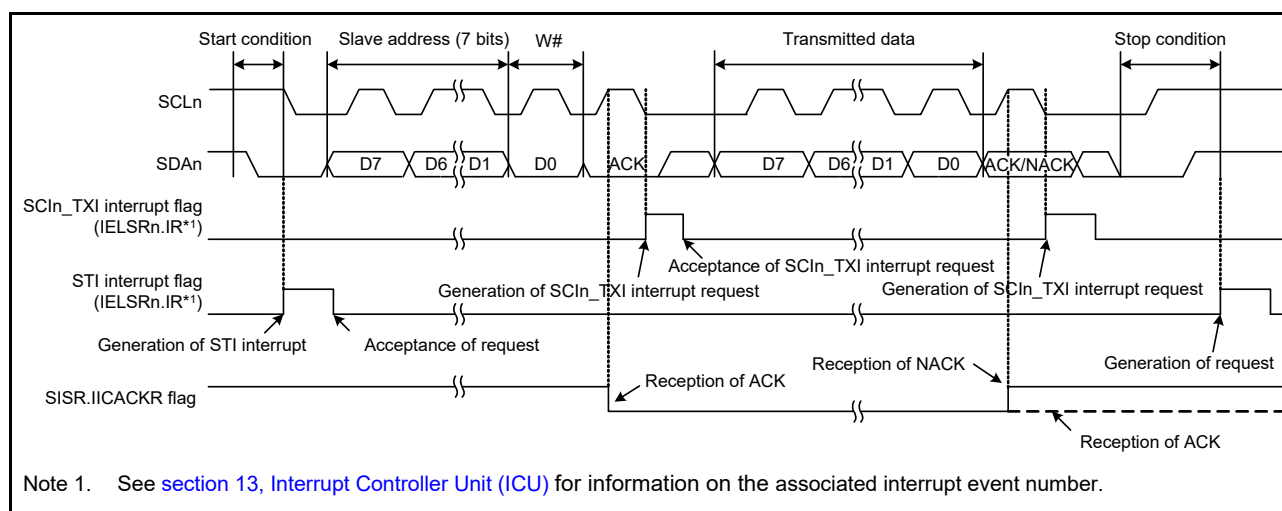 Start condition
Slave address (7 bits)
W#
Transmitted data
Stop condition
SCLn
SDAn
D7
D6
D1
D0
ACK
D7
D6
D1
D0
ACK/NACK
SCIn_TXI interrupt flag
(IELSRn.IR*1)
Acceptance of SCIn_TXI interrupt request
Generation of SCIn_TXI interrupt request
Generation of SCIn_TXI interrupt request
STI interrupt flag
(IELSRn.IR*1)
Generation of STI interrupt
Acceptance of request
Generation of request
SISR.IICACKR flag
Reception of ACK
Reception of NACK
Reception of ACK
Note 1. See section 13, Interrupt Controller Unit (ICU) for information on the associated interrupt event number.